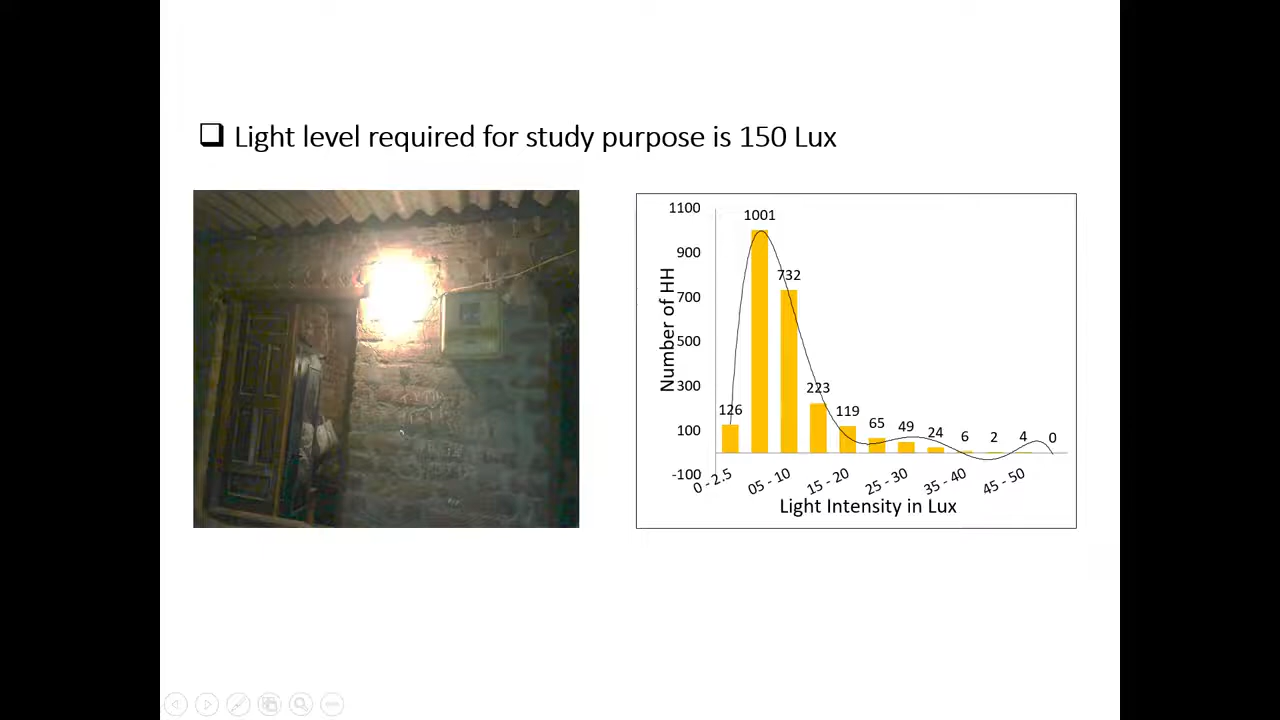 ❑ Light level required for study purpose is 150 Lux
1100
900
700
500
300
100
-100
Number of HH
126
1001
732
223
119
65
49
24
6
2
4
0
0 - 2.5
05 - 10
15 - 20
25 - 30
35 - 40
45 - 50
Light Intensity in Lux